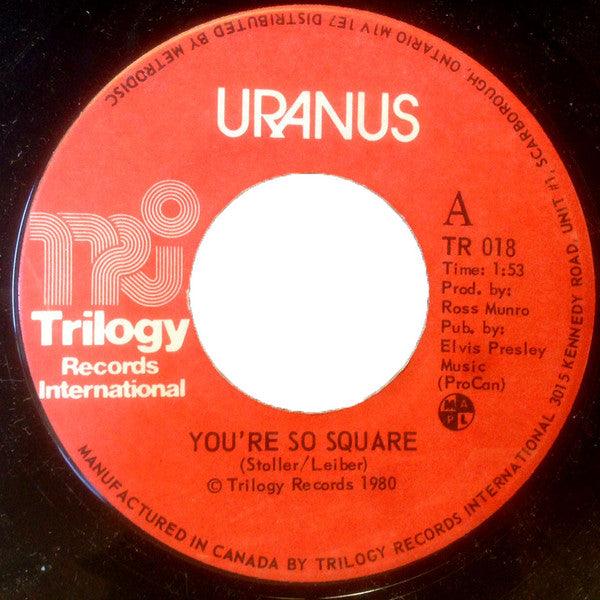 URANUS
TRi
Trilogy
Records
International
A
TR 018
Time: 1:53
Prod. by:
Ross Munro
Pub. by:
Elvis Presley
Music
(ProCan)
M A P L
YOU'RE SO SQUARE
(Stoller/Leiber)
© Trilogy Records 1980
MANUFACTURED IN CANADA BY TRILOGY RECORDS INTERNATIONAL 3015 KENNEDY ROAD, UNIT #1, SCARBOROUGH, ONTARIO M1V 1E7 DISTRIBUTED BY METRODISC